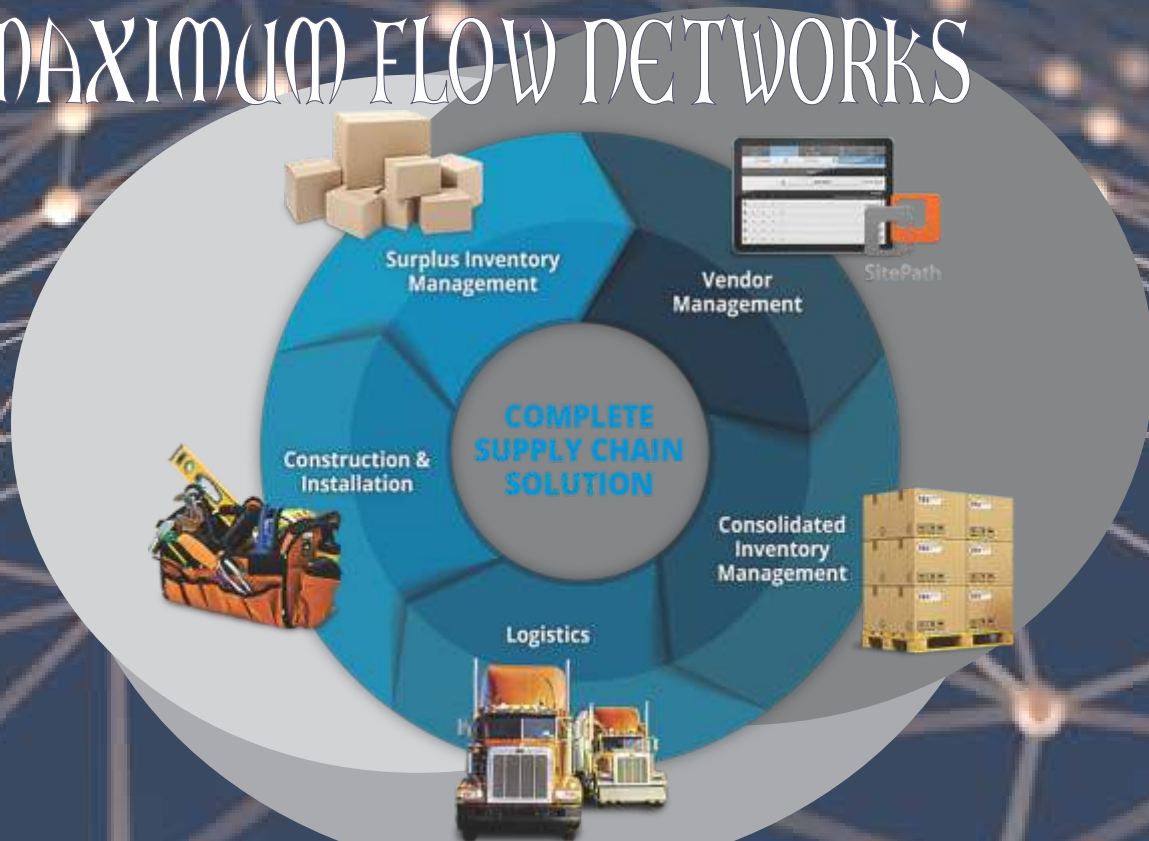 MAXIMUM FLOW NETWORKS
Surplus Inventory
Management
Vendor
Management
SitePath
Construction &
Installation
COMPLETE
SUPPLY CHAIN
SOLUTION
Consolidated
Inventory
Management
Logistics